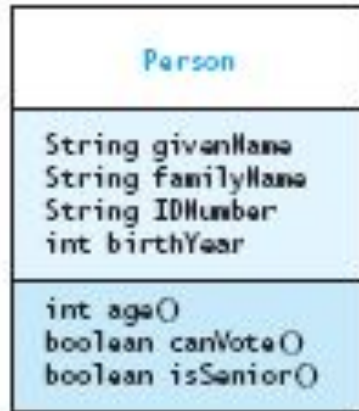 Person
String givenName
String familyName
String IDNumber
int birthYear
int age()
boolean canVote()
boolean isSenior()